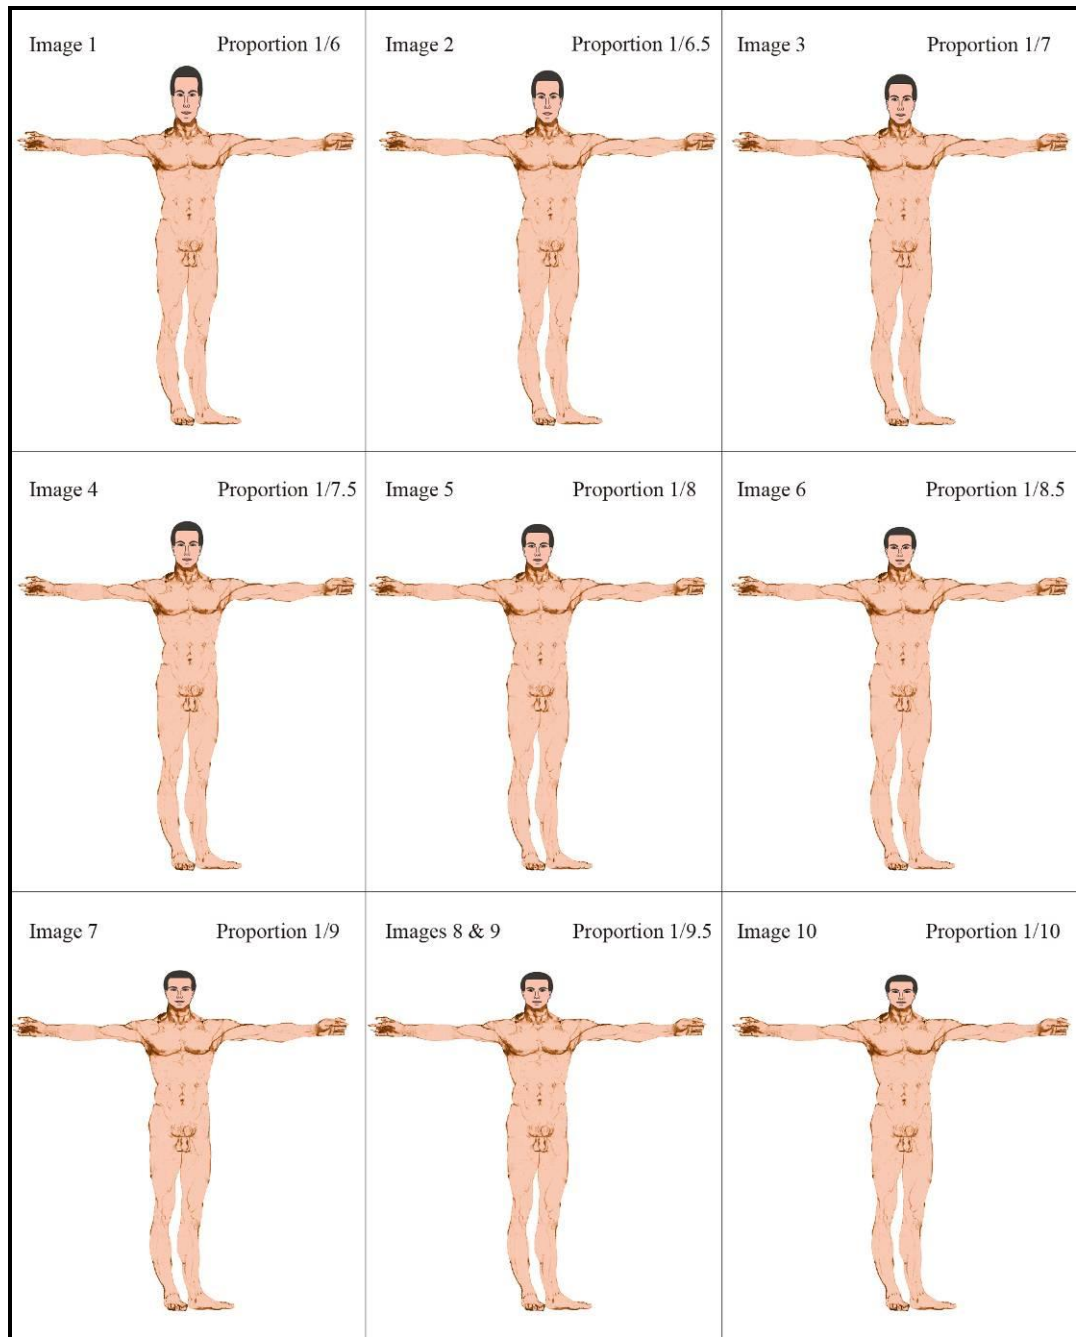 Image 1 Proportion 1/6
Image 2 Proportion 1/6.5
Image 3 Proportion 1/7
Image 4 Proportion 1/7.5
Image 5 Proportion 1/8
Image 6 Proportion 1/8.5
Image 7 Proportion 1/9
Images 8 & 9 Proportion 1/9.5
Image 10 Proportion 1/10